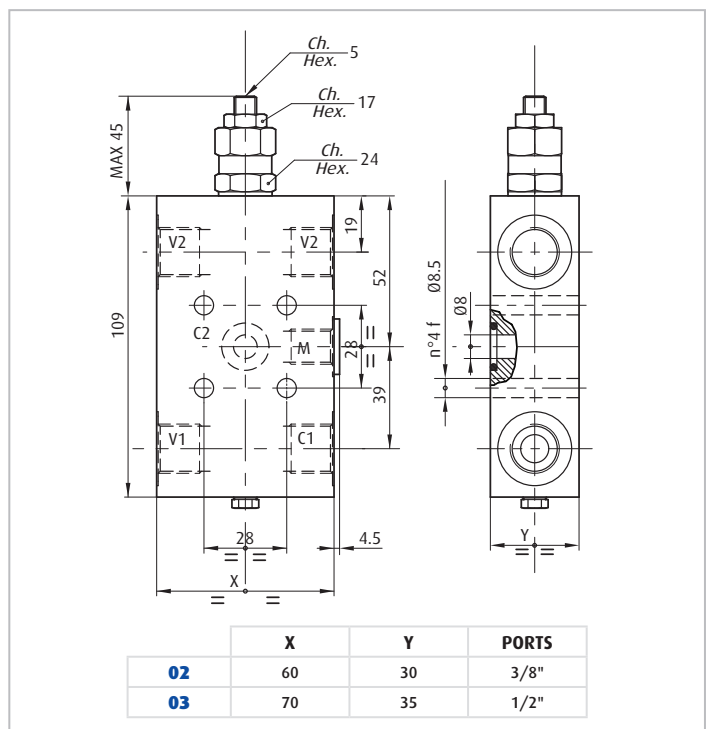 Ch.
Hex. 5
Ch.
Hex. 17
Ch.
Hex. 24
MAX 45
109
V2
V2
19
52
C2
M
28
39
V1
C1
28
4.5
X
n°4 f Ø8.5
Ø8
Y
X Y PORTS
02 60 30 3/8"
03 70 35 1/2"